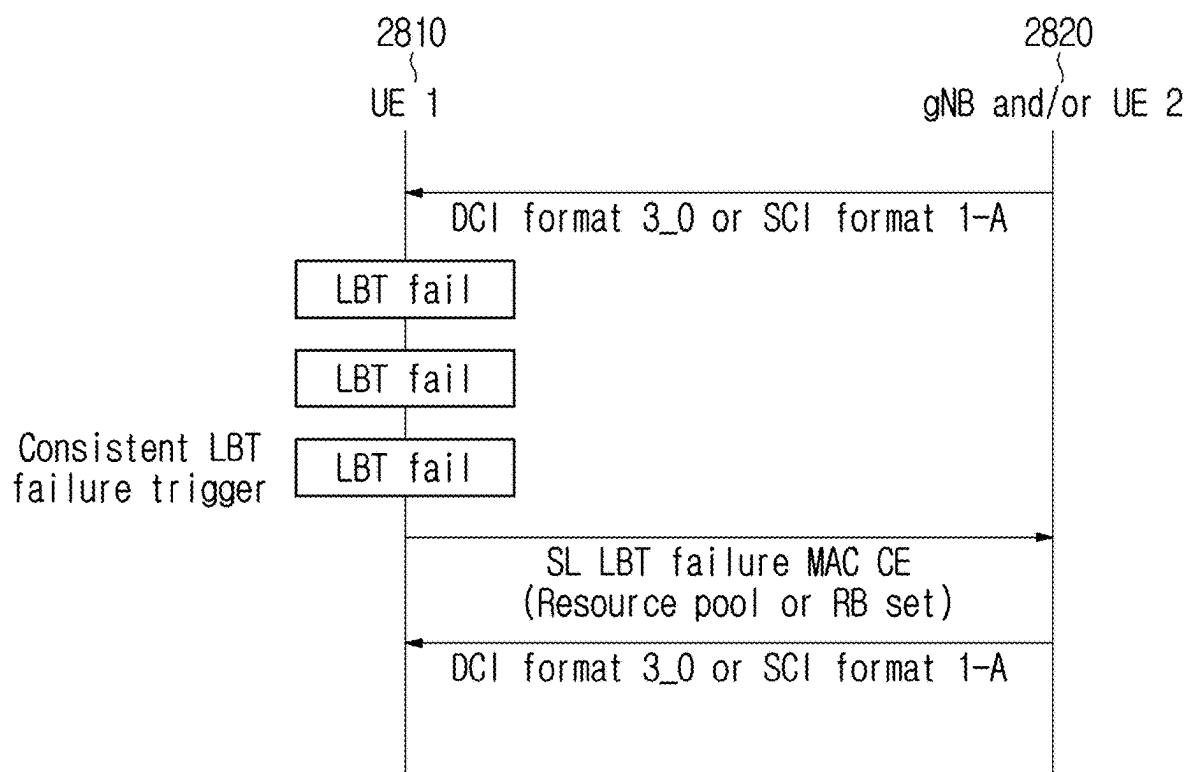 2810
2820
UE 1
gNB and/or UE 2
DCI format 3_0 or SCI format 1-A
LBT fail
LBT fail
Consistent LBT
failure trigger
LBT fail
SL LBT failure MAC CE
(Resource pool or RB set)
DCI format 3_0 or SCI format 1-A